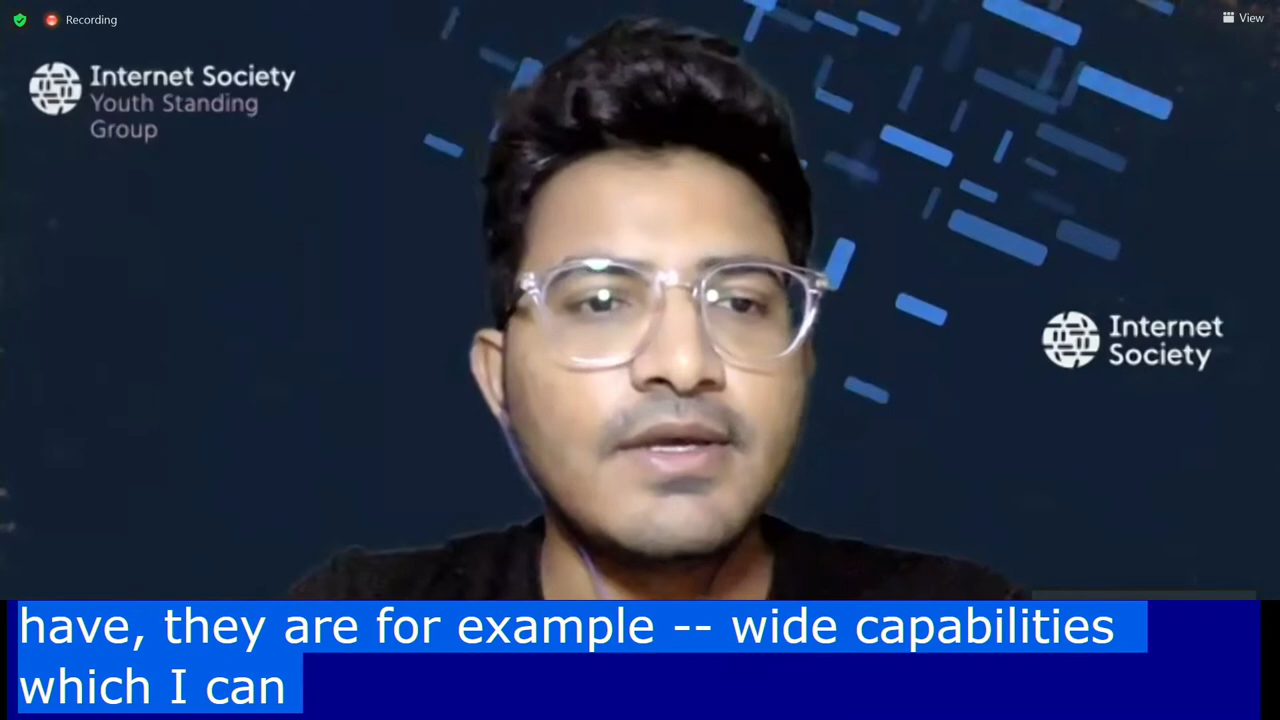 Recording
View
Internet Society
Youth Standing
Group
Internet
Society
have, they are for example -- wide capabilities
which I can